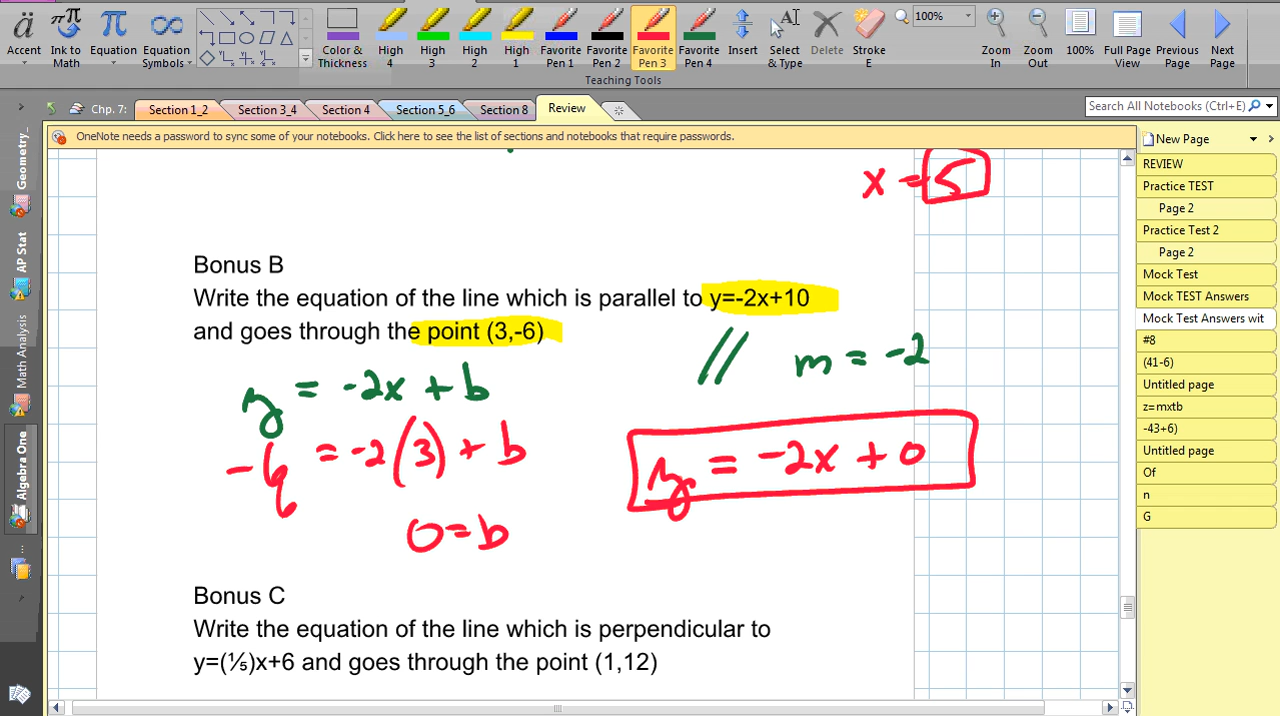 Accent
Ink to Math
Equation
Equation Symbols
Color & Thickness
High 4
High 3
High 2
High 1
Favorite Pen 1
Favorite Pen 2
Favorite Pen 3
Favorite Pen 4
Insert
Select & Type
Delete
Stroke E
100%
Zoom In
Zoom Out
100%
Full Page View
Previous Page
Next Page
Teaching Tools
Chp. 7:
Section 1_2
Section 3_4
Section 4
Section 5_6
Section 8
Review
Search All Notebooks (Ctrl+E)
OneNote needs a password to sync some of your notebooks. Click here to see the list of sections and notebooks that require passwords.
New Page
Geometry
AP Stat
Math Analysis
Algebra One
x = 5
Bonus B
Write the equation of the line which is parallel to y=-2x+10
and goes through the point (3,-6)
// m = -2
y = -2x + b
-6 = -2(3) + b
y = -2x + 0
0 = b
Bonus C
Write the equation of the line which is perpendicular to
y=(⅕)x+6 and goes through the point (1,12)
REVIEW
Practice TEST
Page 2
Practice Test 2
Page 2
Mock Test
Mock TEST Answers
Mock Test Answers wit
#8
(41-6)
Untitled page
z=mxtb
-43+6)
Untitled page
Of
n
G